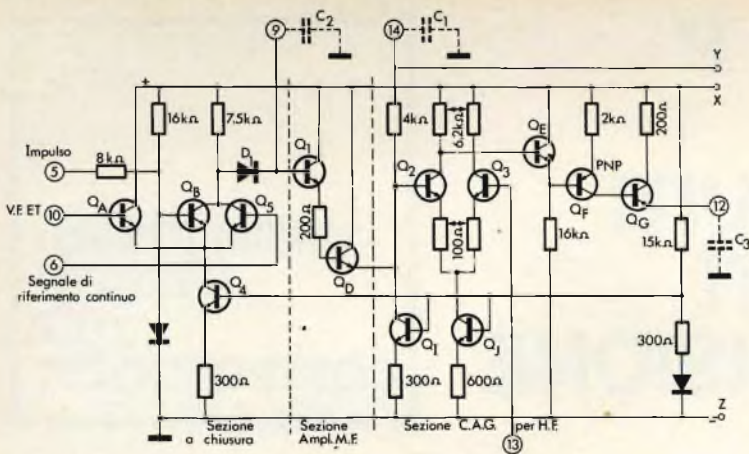 9
C2
14
C1
Y
X
+
16kΩ
7.5kΩ
4kΩ
6,2kΩ
2kΩ
200Ω
Impulso
5
8kΩ
D1
Q1
QE
Q2
Q3
PNP
QF
QG
V.F. ET
10
QA
QB
Q5
200Ω
12
C3
6
Segnale di
riferimento continuo
QD
100Ω
16kΩ
15kΩ
Q4
QI
QJ
300Ω
300Ω
300Ω
600Ω
Z
Sezione
a chiusura
Sezione
Ampl. M.F.
Sezione C.A.G. per H.F.
13